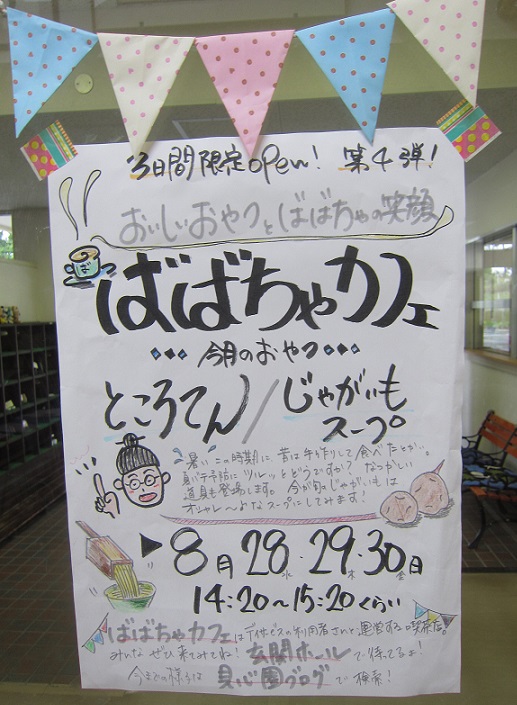 3日間限定open! 第4弾!
おいしいおやつとばばちゃの笑顔
ば
ばばちゃカフェ
今月のおやつ
ところてん/じゃがいも
スープ
暑いこの時期に、昔は手作りして食べたとか。
夏バテ予防にツルッとどうですか? なつかしい
道具も登場します。今が旬のじゃがいもは
オシャレ〜なスープにしてみます!
▶8月28・29・30日
水 木 金
14:20〜15:20くらい
ばばちゃカフェはデイサービスの利用者さんと運営する喫茶店。
みんなぜひ来てみてね! 玄関ホールで待ってるよ!
今までの様子は 見心園ブログで検索!